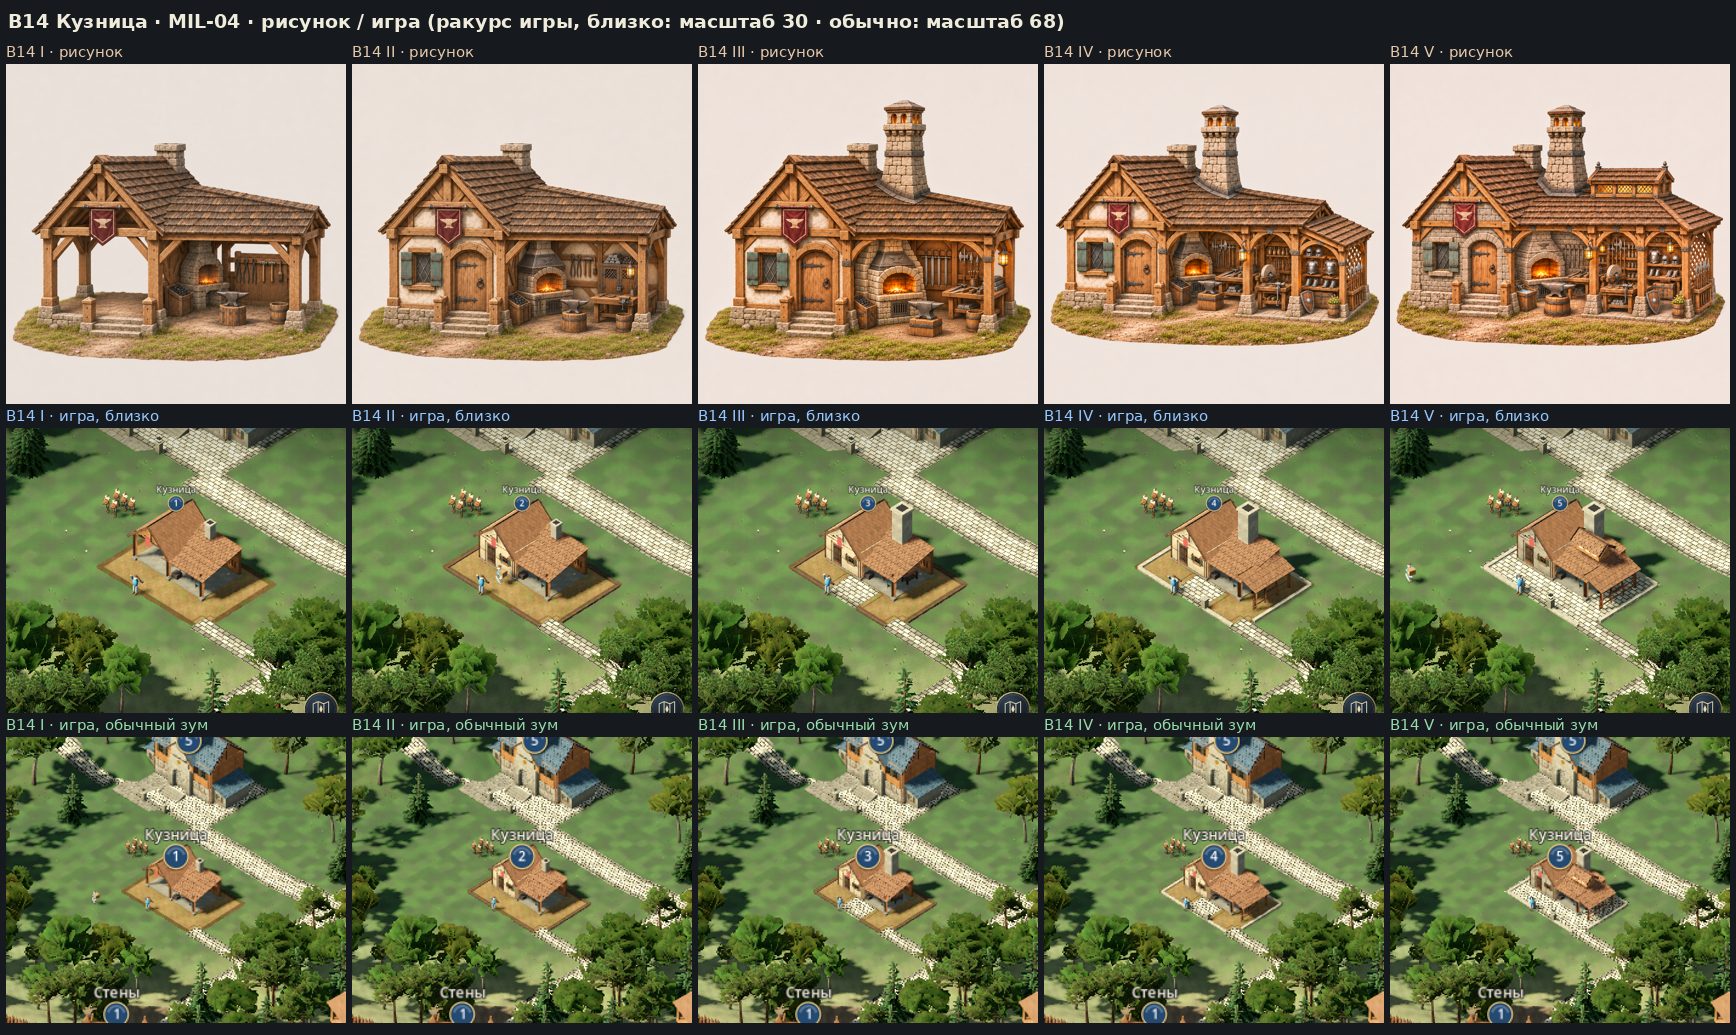 B14 Кузница · MIL-04 · рисунок / игра (ракурс игры, близко: масштаб 30 · обычно: масштаб 68)
B14 I · рисунок
B14 II · рисунок
B14 III · рисунок
B14 IV · рисунок
B14 V · рисунок
B14 I · игра, близко
B14 II · игра, близко
B14 III · игра, близко
B14 IV · игра, близко
B14 V · игра, близко
Кузница
1
Кузница
2
Кузница
3
Кузница
4
Кузница
5
B14 I · игра, обычный зум
B14 II · игра, обычный зум
B14 III · игра, обычный зум
B14 IV · игра, обычный зум
B14 V · игра, обычный зум
5
5
5
5
5
Кузница
1
Кузница
2
Кузница
3
Кузница
4
Кузница
5
Стены
1
Стены
1
Стены
1
Стены
1
Стены
1